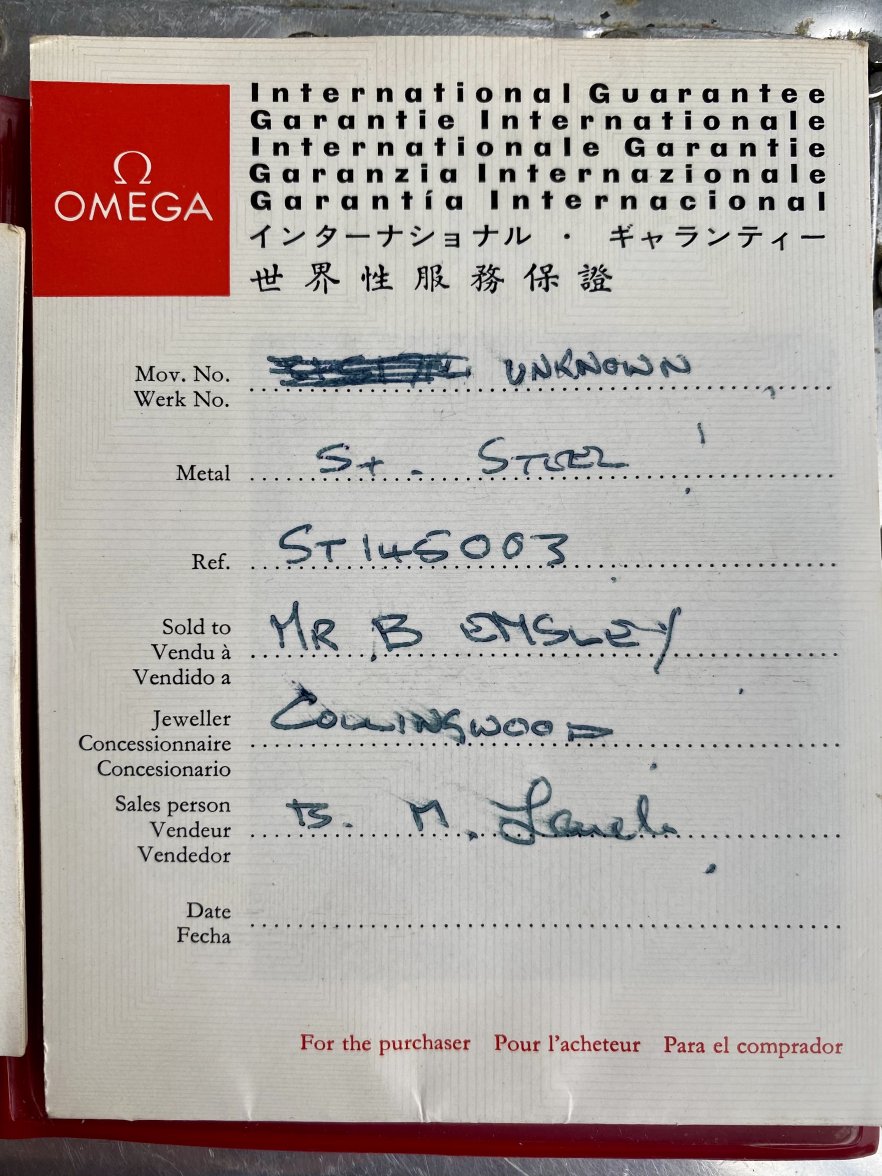 Ω
OMEGA
International Guarantee
Garantie Internationale
Internationale Garantie
Garanzia Internazionale
Garantía Internacional
インターナショナル・ギャランティー
世界性服務保證
Mov. No. UNKNOWN
Werk No.
Metal St. STEEL
Ref. ST145003
Sold to MR B EMSLEY
Vendu à
Vendido a
Jeweller COLLINGWOOD
Concessionnaire
Concesionario
Sales person B. M.
Vendeur
Vendedor
Date
Fecha
For the purchaser Pour l'acheteur Para el comprador